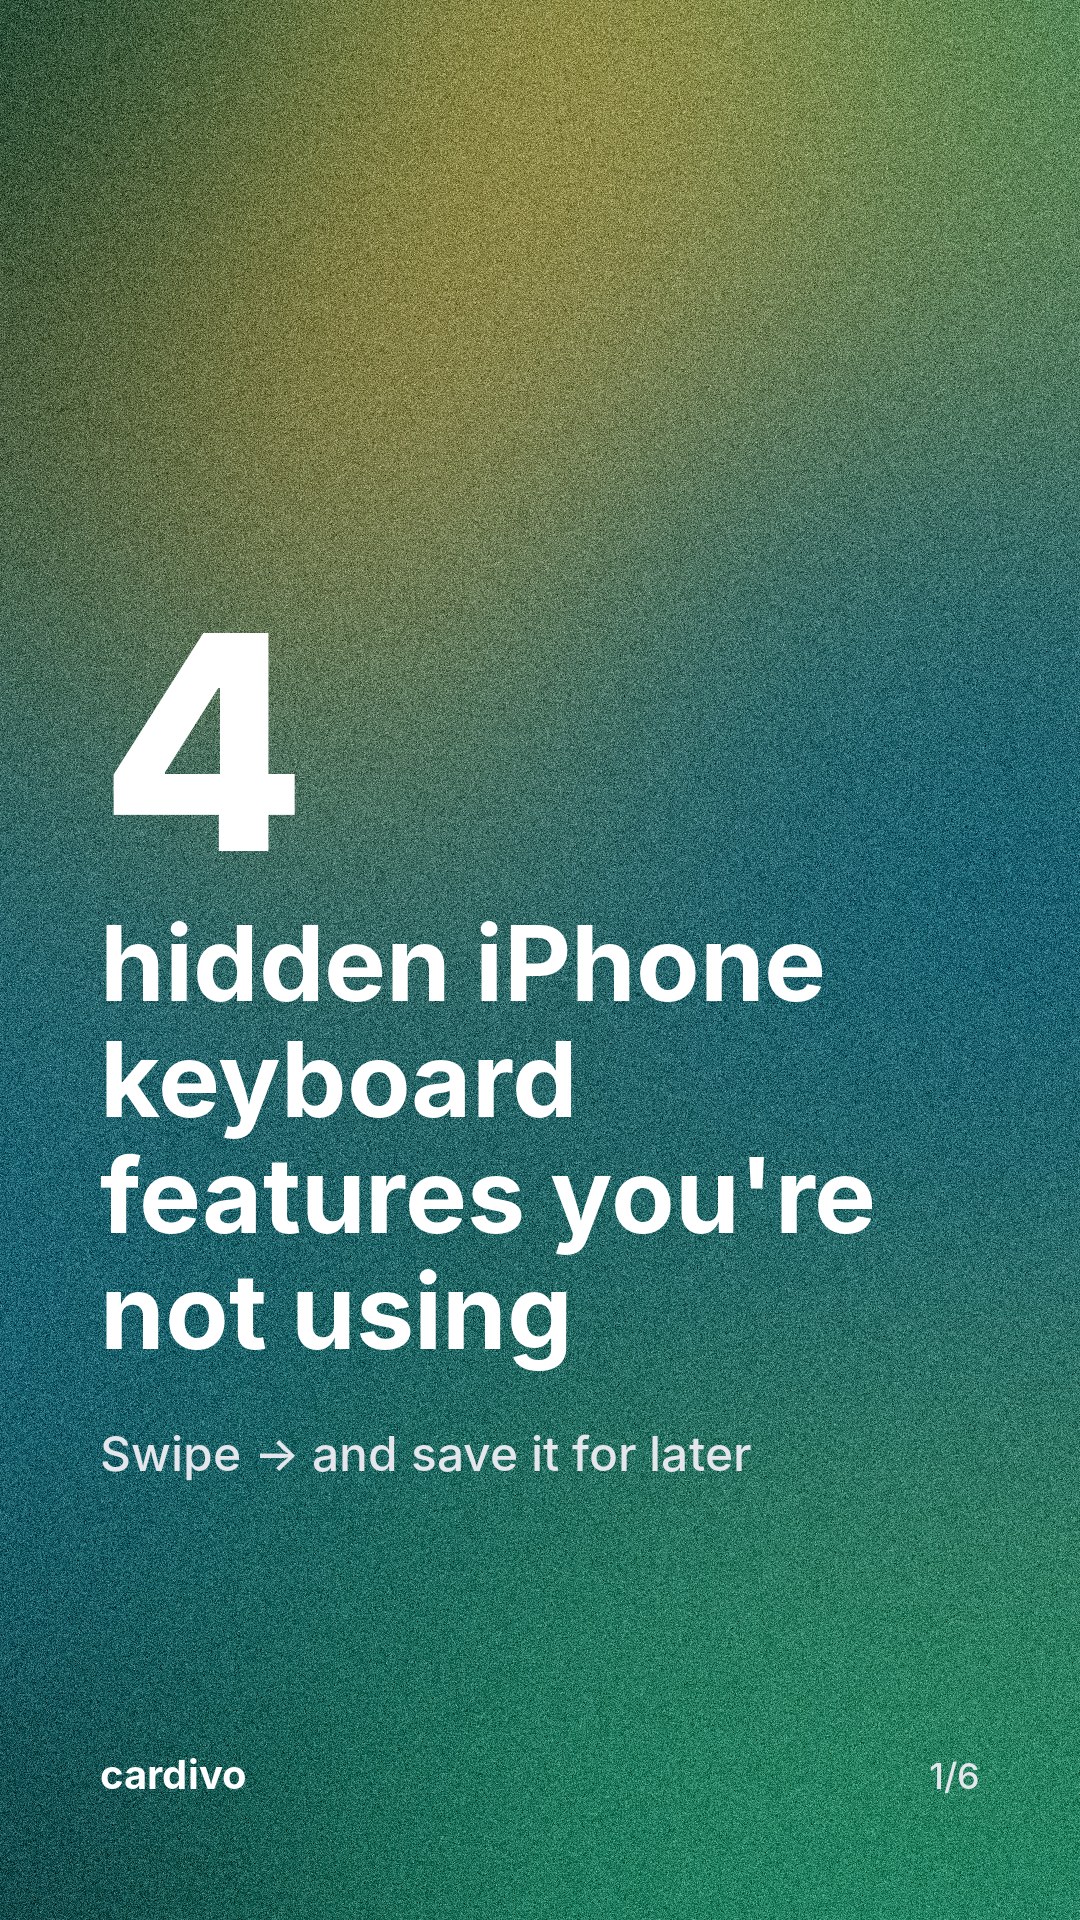 4
hidden iPhone
keyboard
features you're
not using
Swipe → and save it for later
cardivo
1/6